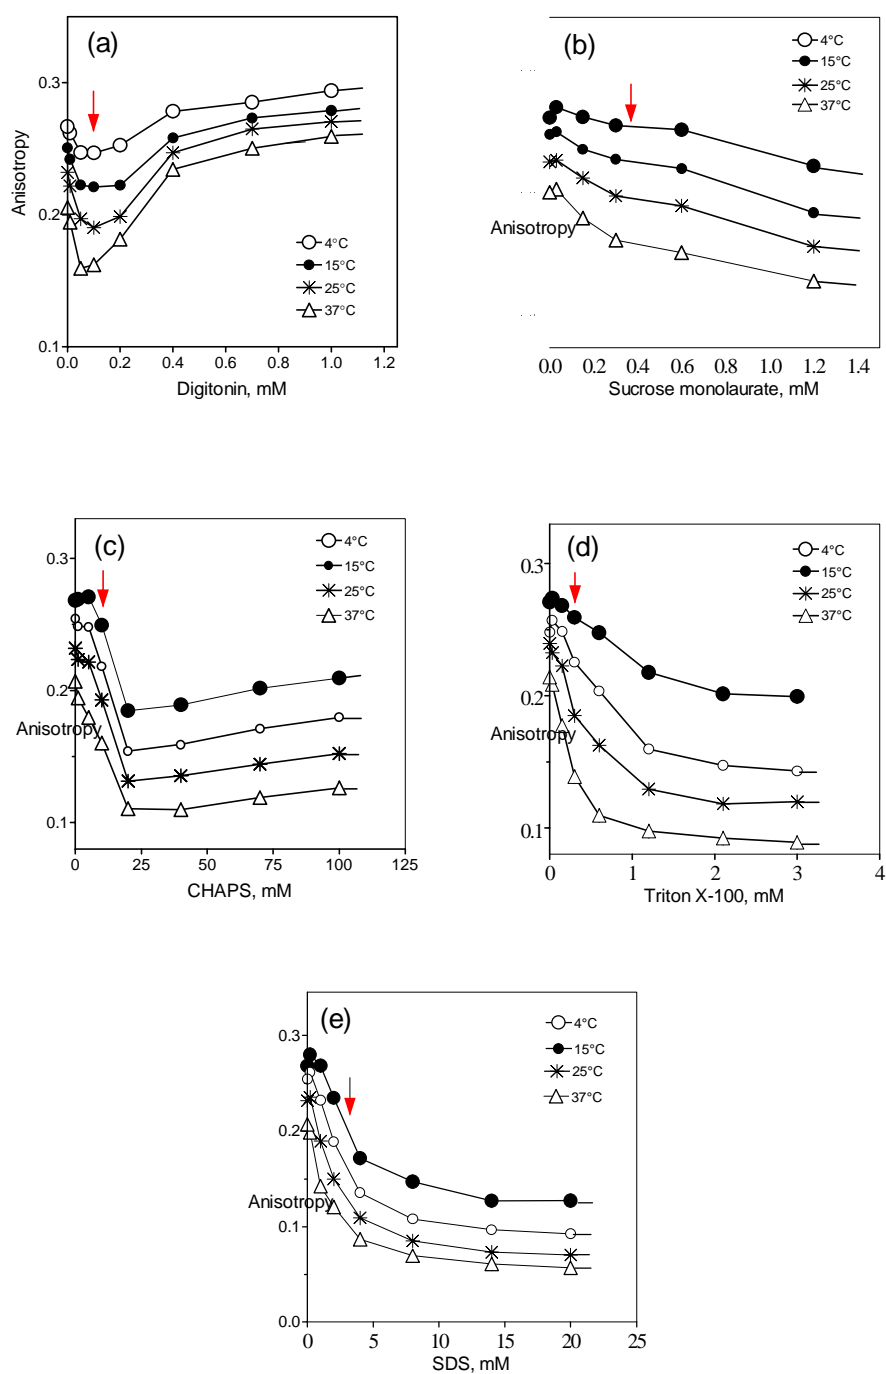 (a)
0.3
Anisotropy
0.2
4°C
15°C
25°C
37°C
0.1
0.0 0.2 0.4 0.6 0.8 1.0 1.2
Digitonin, mM
(b)
4°C
15°C
25°C
37°C
Anisotropy
0.0 0.2 0.4 0.6 0.8 1.0 1.2 1.4
Sucrose monolaurate, mM
(c)
4°C
0.3
15°C
25°C
37°C
0.2
Anisotropy
0.1
0 25 50 75 100 125
CHAPS, mM
(d)
4°C
0.3
15°C
25°C
37°C
0.2
Anisotropy
0.1
0 1 2 3 4
Triton X-100, mM
(e)
4°C
0.3
15°C
25°C
37°C
0.2
Anisotropy
0.1
0.0
0 5 10 15 20 25
SDS, mM